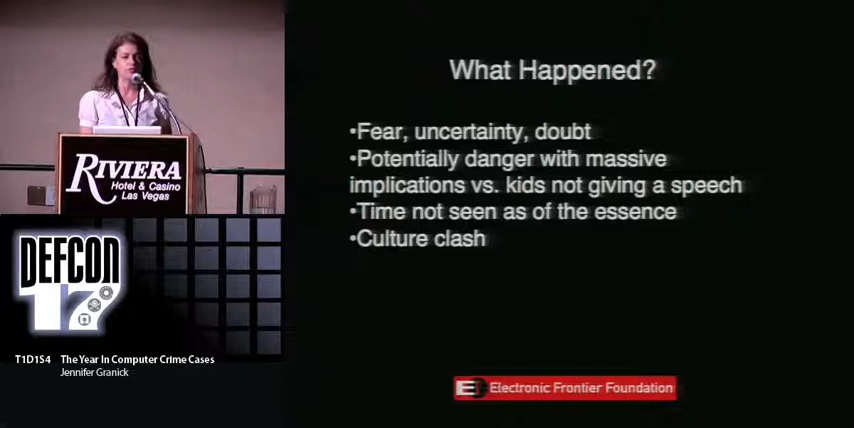 What Happened?
•Fear, uncertainty, doubt
•Potentially danger with massive
implications vs. kids not giving a speech
•Time not seen as of the essence
•Culture clash
RIVIERA
Hotel & Casino
Las Vegas
DEFCON
17
T1D1S4 The Year In Computer Crime Cases
Jennifer Granick
Electronic Frontier Foundation